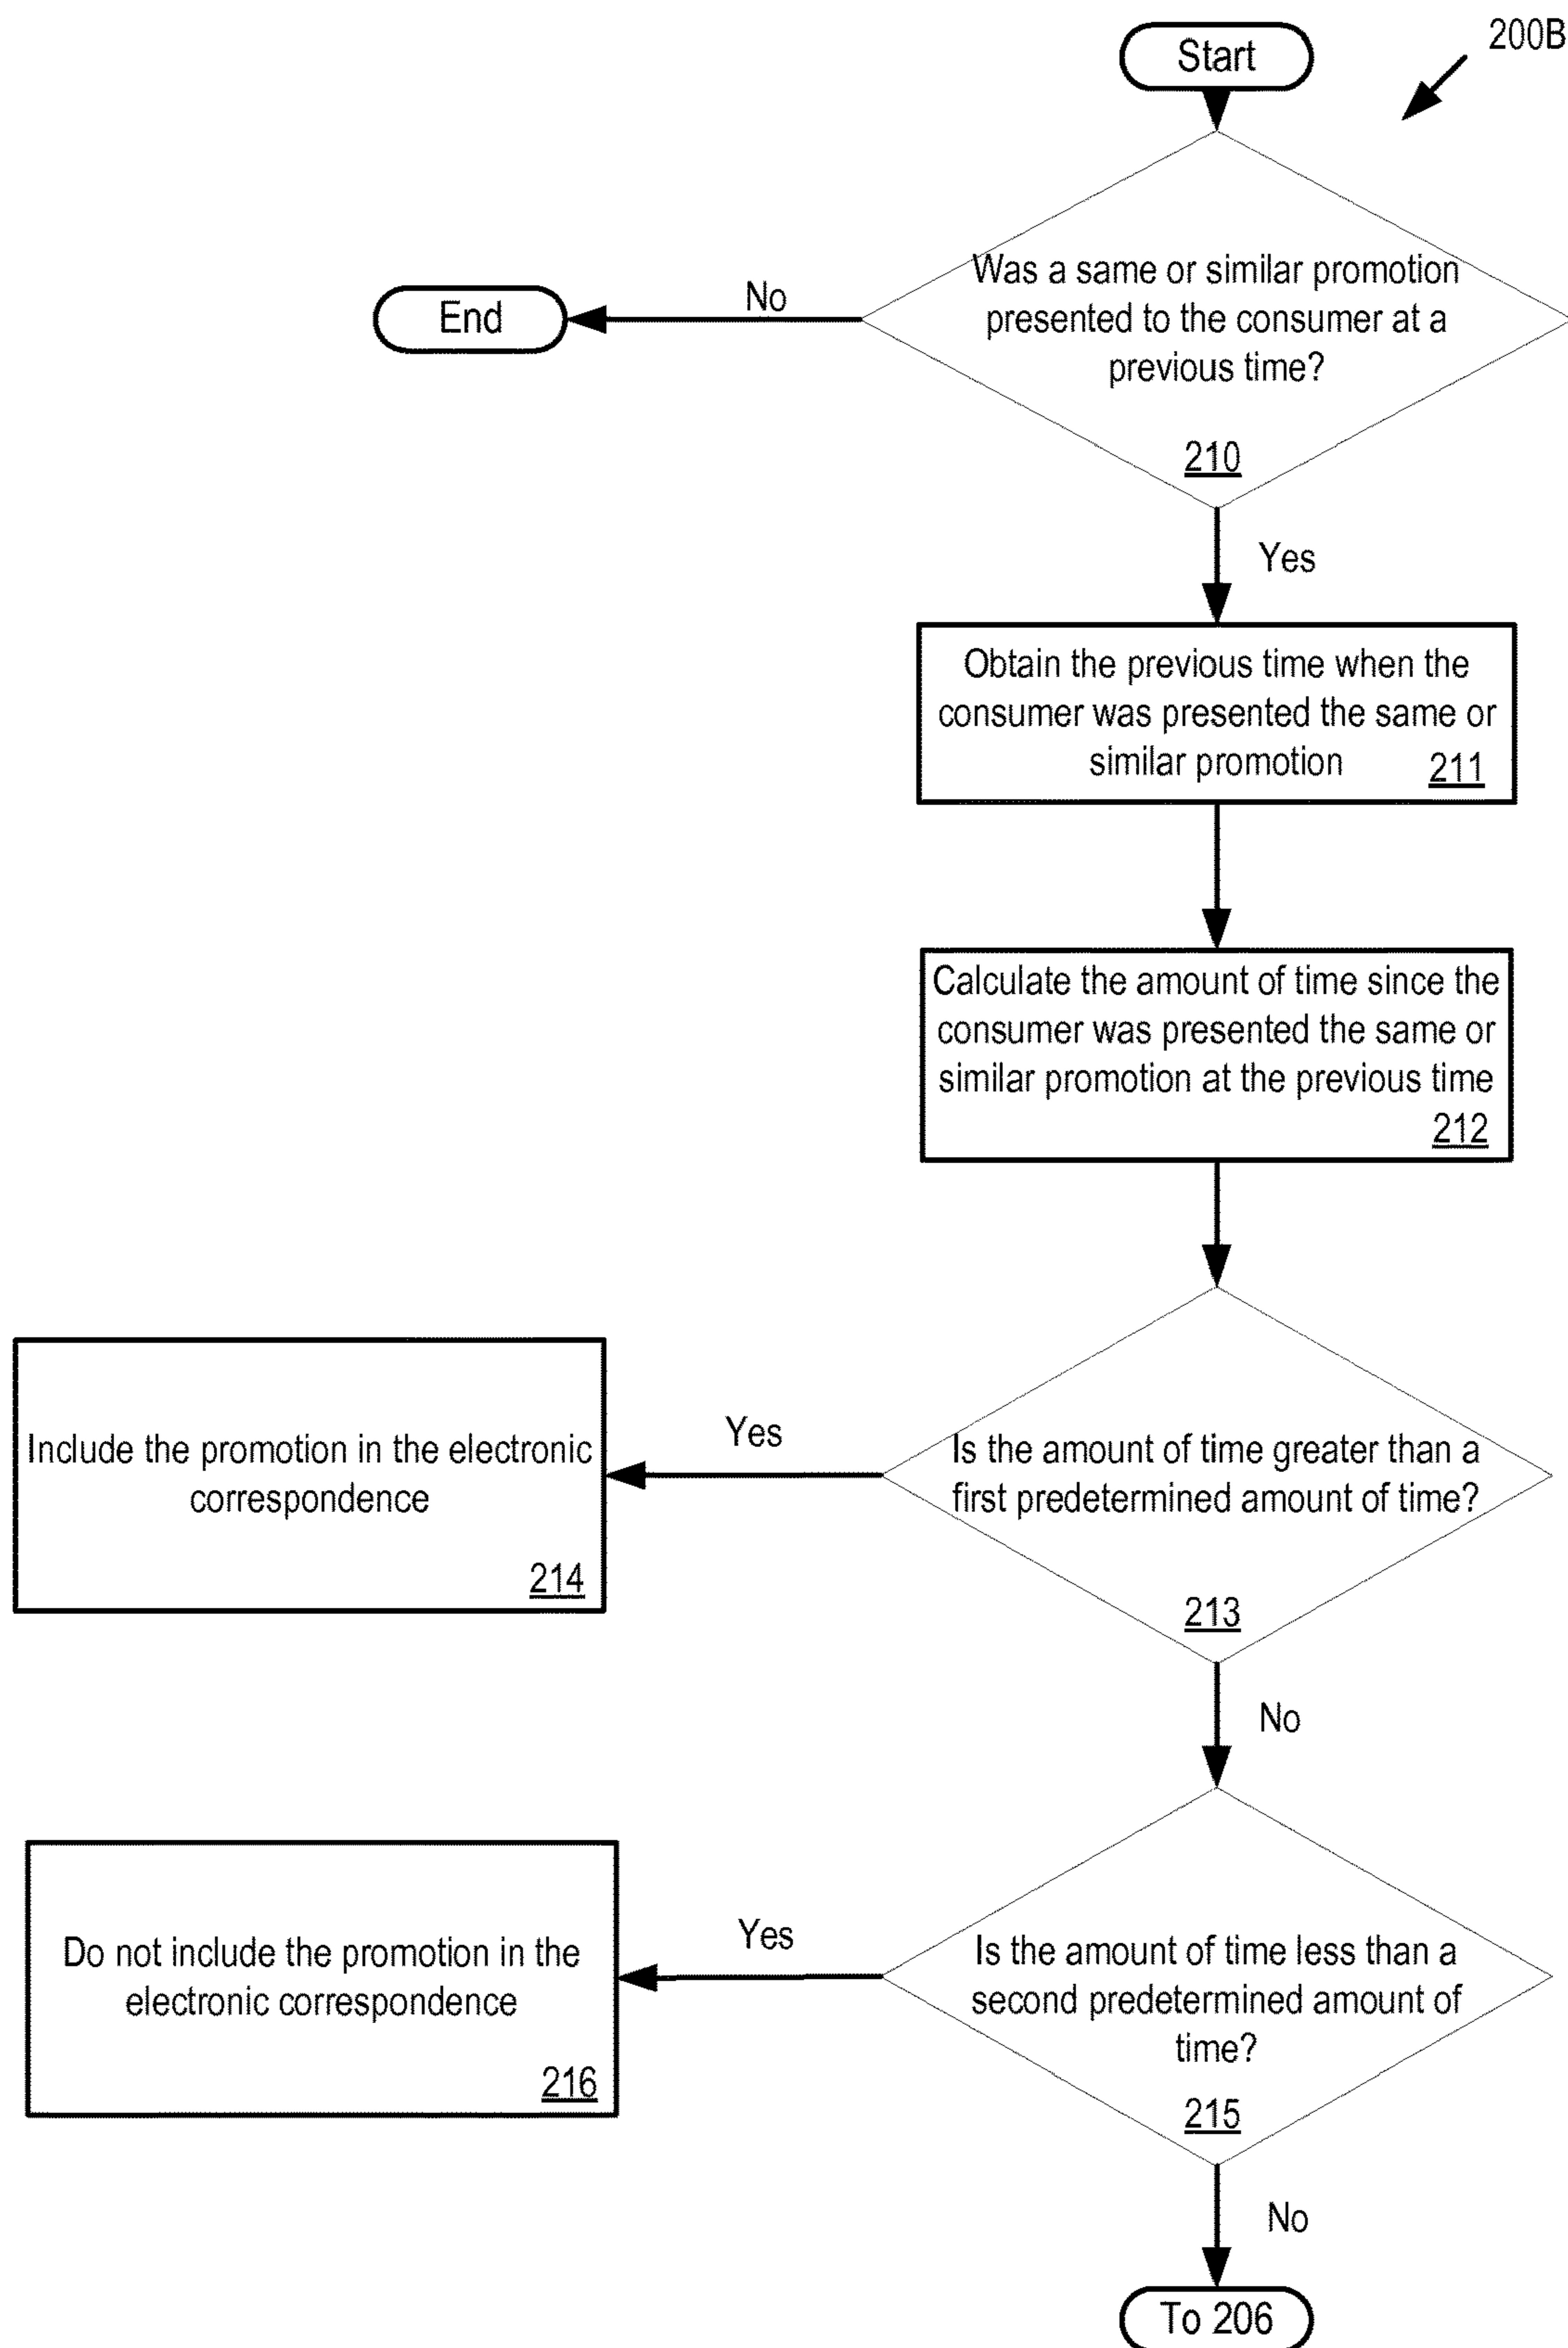 200B
Start
Was a same or similar promotion
presented to the consumer at a
previous time?
210
No
End
Yes
Obtain the previous time when the
consumer was presented the same or
similar promotion 211
Calculate the amount of time since the
consumer was presented the same or
similar promotion at the previous time
212
Is the amount of time greater than a
first predetermined amount of time?
213
Yes
Include the promotion in the electronic
correspondence
214
No
Is the amount of time less than a
second predetermined amount of
time?
215
Yes
Do not include the promotion in the
electronic correspondence
216
No
To 206